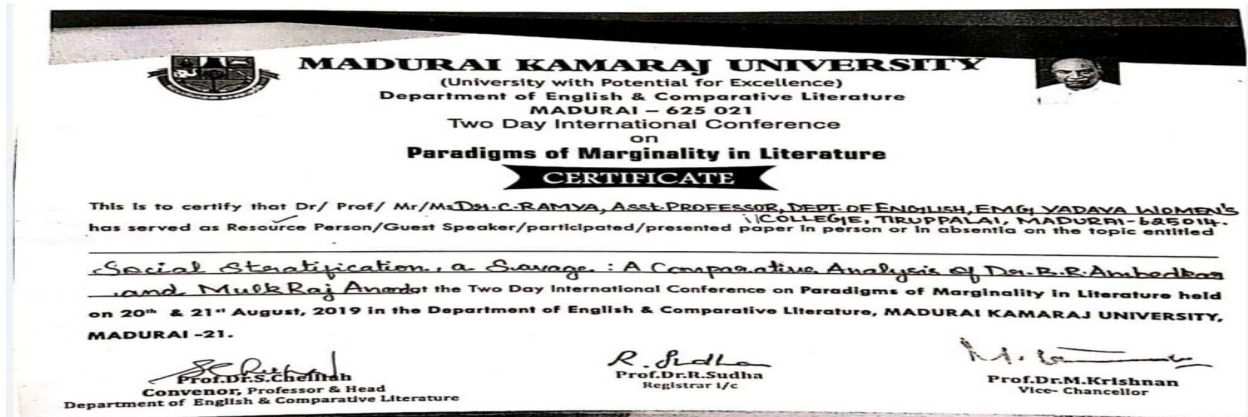 MADURAI KAMARAJ UNIVERSITY
(University with Potential for Excellence)
Department of English & Comparative Literature
MADURAI – 625 021
Two Day International Conference
on
Paradigms of Marginality in Literature
CERTIFICATE
This is to certify that Dr/ Prof/ Mr/Ms Dr. C. RAMYA, ASST. PROFESSOR, DEPT. OF ENGLISH, EMG YADAVA WOMEN'S
COLLEGE, TIRUPPALAI, MADURAI - 625014.
has served as Resource Person/Guest Speaker/participated/presented paper in person or in absentia on the topic entitled
Social Stratification, a Savage : A Comparative Analysis of Dr. B. R. Ambedkar
and Mulk Raj Anand at the Two Day International Conference on Paradigms of Marginality in Literature held
on 20th & 21st August, 2019 in the Department of English & Comparative Literature, MADURAI KAMARAJ UNIVERSITY,
MADURAI -21.
R. Sudha
Prof.Dr.S.Chelliah
Convenor, Professor & Head
Department of English & Comparative Literature
Prof.Dr.R.Sudha
Registrar i/c
Prof.Dr.M.Krishnan
Vice- Chancellor